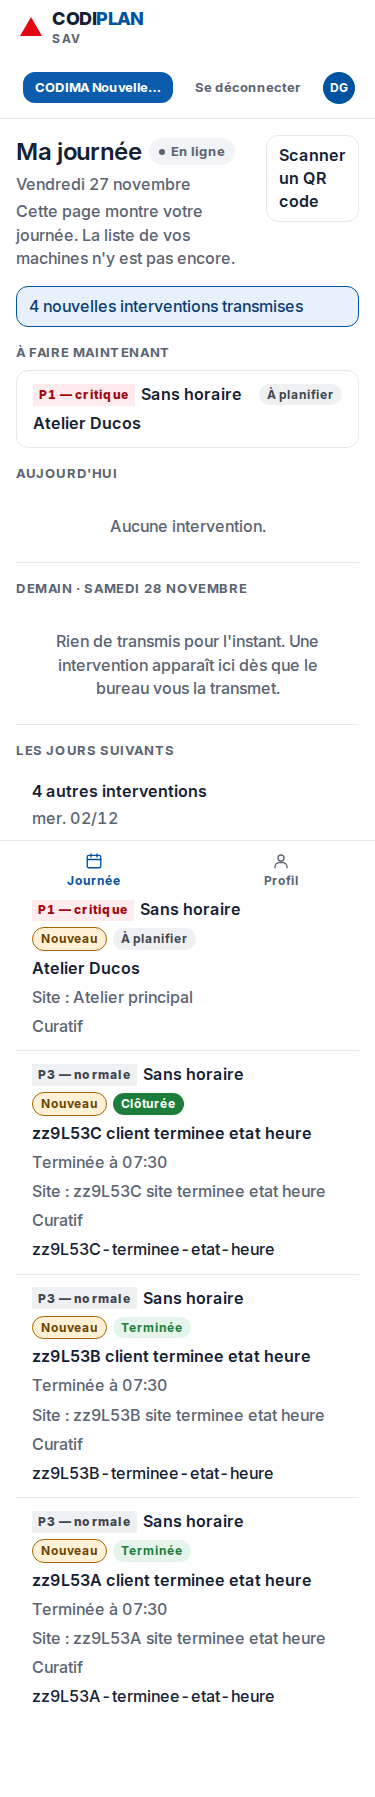 CODIPLAN
SAV
CODIMA Nouvelle...
Se déconnecter
DG
Ma journée
En ligne
Vendredi 27 novembre
Cette page montre votre
journée. La liste de vos
machines n'y est pas encore.
Scanner
un QR
code
4 nouvelles interventions transmises
À FAIRE MAINTENANT
P1 — critique Sans horaire À planifier
Atelier Ducos
AUJOURD'HUI
Aucune intervention.
DEMAIN · SAMEDI 28 NOVEMBRE
Rien de transmis pour l'instant. Une
intervention apparaît ici dès que le
bureau vous la transmet.
LES JOURS SUIVANTS
4 autres interventions
mer. 02/12
Journée
Profil
P1 — critique Sans horaire
Nouveau À planifier
Atelier Ducos
Site : Atelier principal
Curatif
P3 — normale Sans horaire
Nouveau Clôturée
zz9L53C client terminee etat heure
Terminée à 07:30
Site : zz9L53C site terminee etat heure
Curatif
zz9L53C-terminee-etat-heure
P3 — normale Sans horaire
Nouveau Terminée
zz9L53B client terminee etat heure
Terminée à 07:30
Site : zz9L53B site terminee etat heure
Curatif
zz9L53B-terminee-etat-heure
P3 — normale Sans horaire
Nouveau Terminée
zz9L53A client terminee etat heure
Terminée à 07:30
Site : zz9L53A site terminee etat heure
Curatif
zz9L53A-terminee-etat-heure